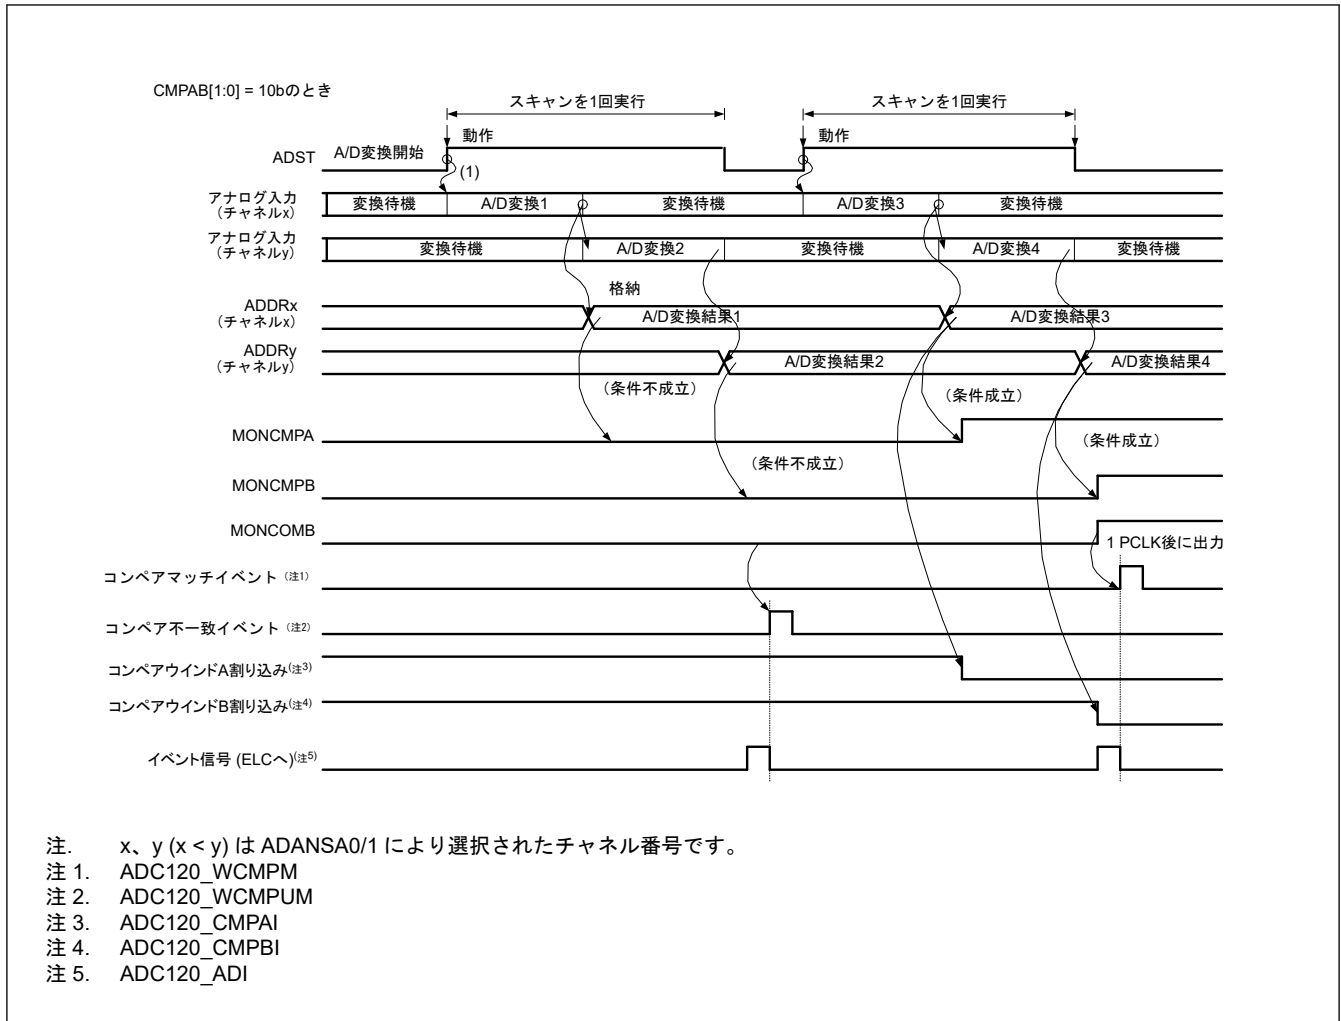 CMPAB[1:0] = 10bのとき
スキャンを1回実行 スキャンを1回実行
ADST A/D変換開始 動作 動作
(1)
アナログ入力
（チャネルx）
変換待機 A/D変換1 変換待機 A/D変換3 変換待機
アナログ入力
（チャネルy）
変換待機 A/D変換2 変換待機 A/D変換4 変換待機
格納
ADDRx
（チャネルx）
A/D変換結果1 A/D変換結果3
ADDRy
（チャネルy）
A/D変換結果2 A/D変換結果4
（条件不成立） （条件成立）
MONCMPA
（条件成立）
（条件不成立）
MONCMPB
MONCOMB
1 PCLK後に出力
コンペアマッチイベント（注1）
コンペア不一致イベント（注2）
コンペアウインドA割り込み(注3)
コンペアウインドB割り込み(注4)
イベント信号 (ELCへ)(注5)
注. x、y (x < y) は ADANSA0/1 により選択されたチャネル番号です。
注 1. ADC120_WCMPM
注 2. ADC120_WCMPUM
注 3. ADC120_CMPAI
注 4. ADC120_CMPBI
注 5. ADC120_ADI